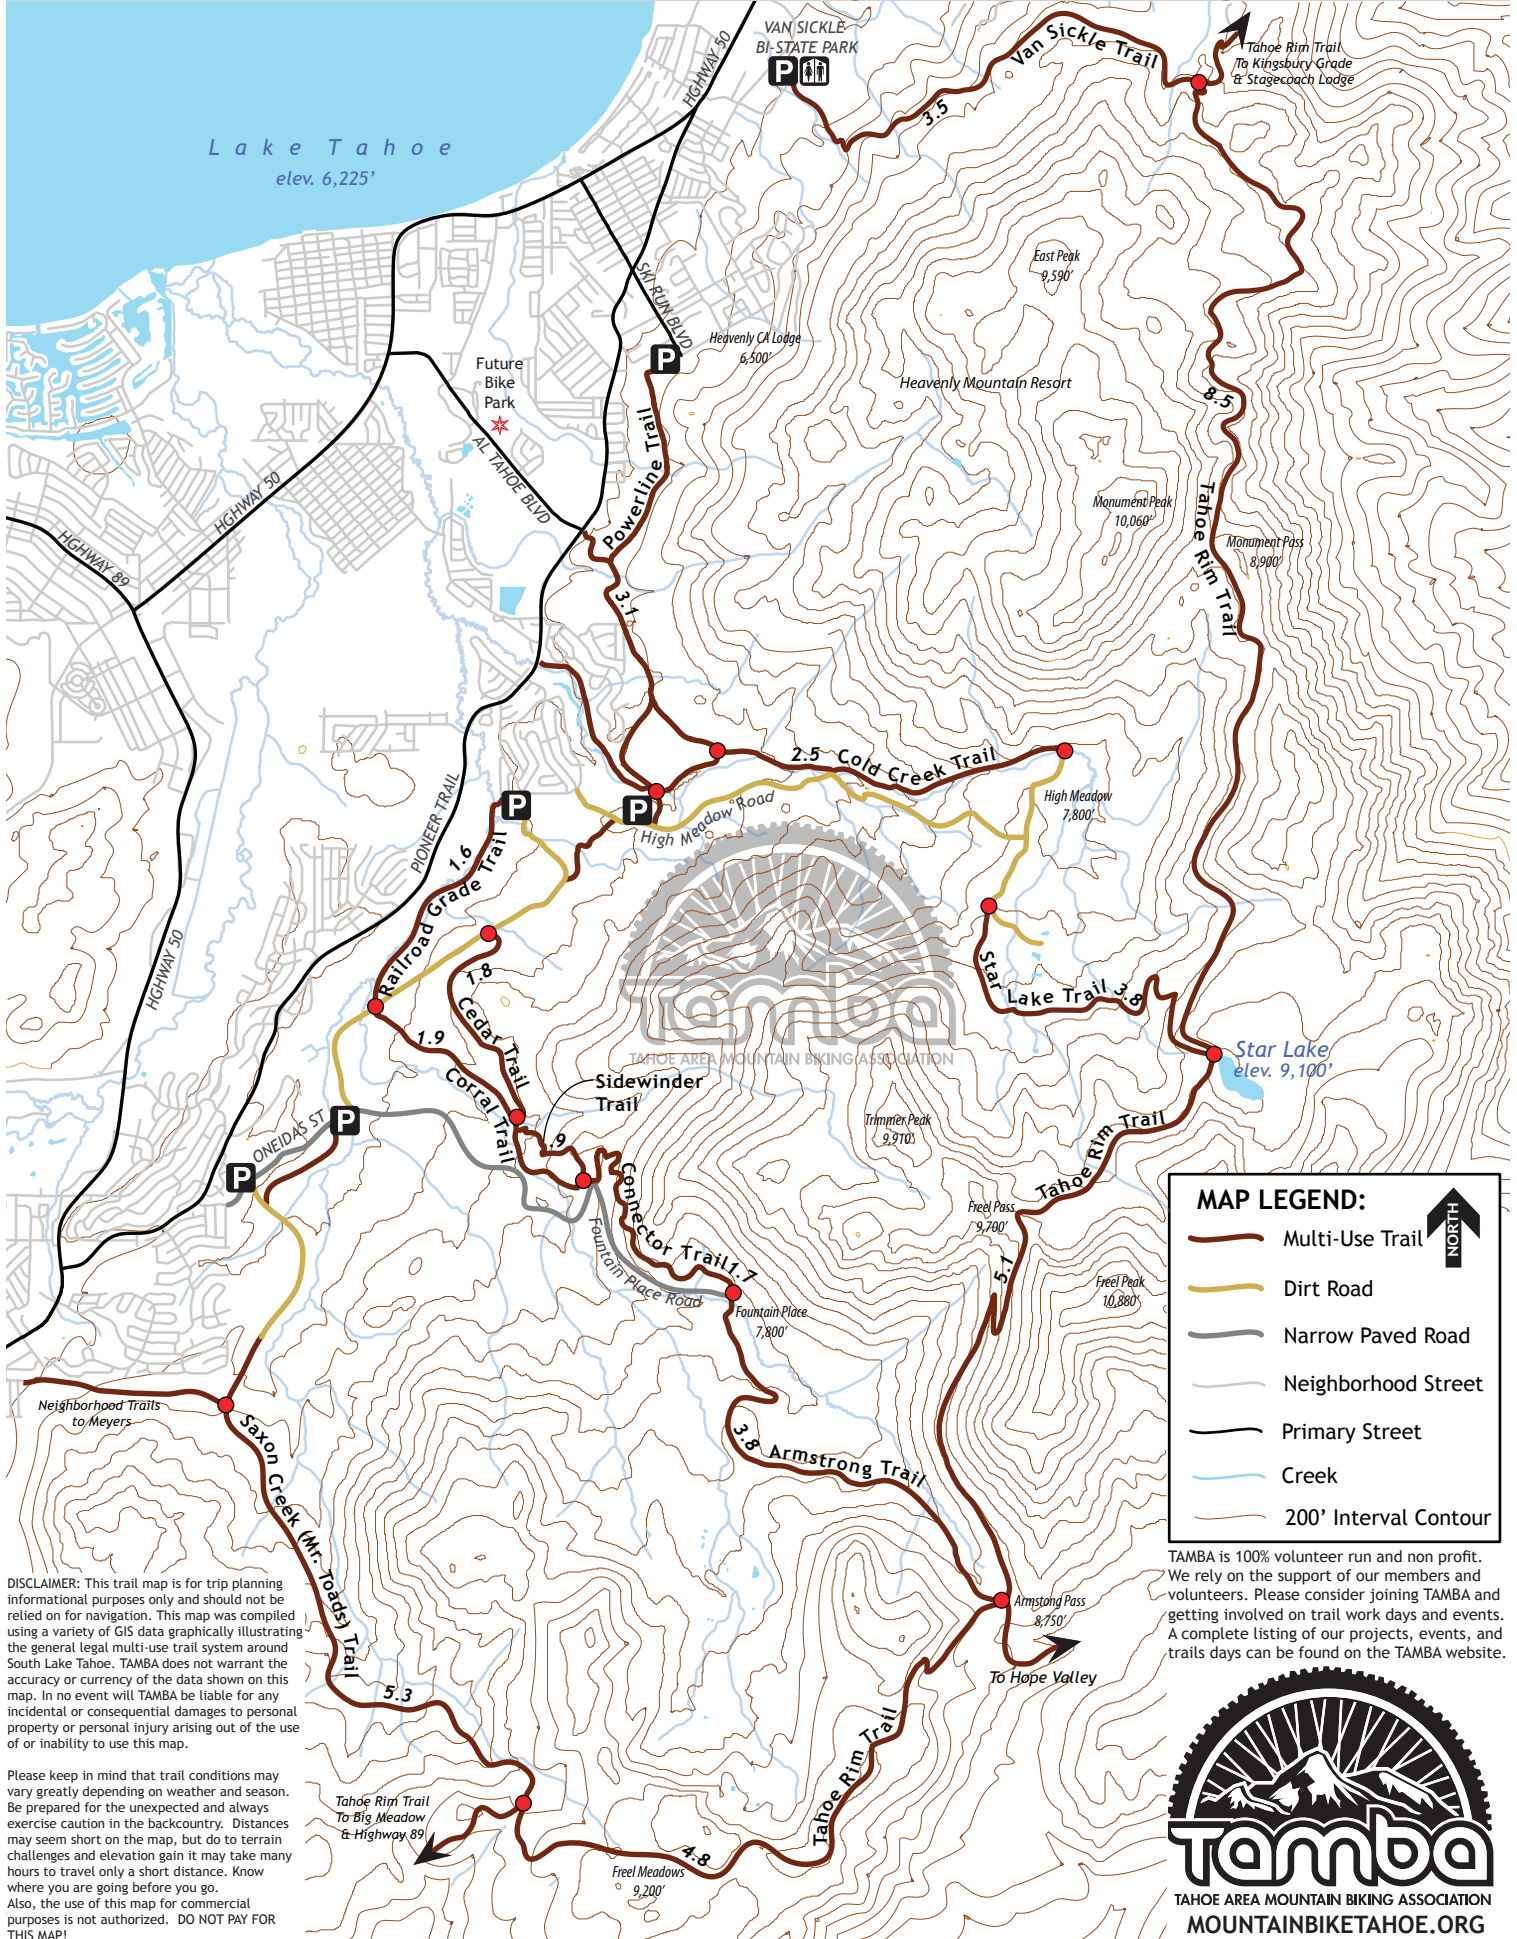 VAN SICKLE
BI-STATE PARK
P
HGHWAY 50
Van Sickle Trail
3.5
Tahoe Rim Trail
To Kingsbury Grade
& Stagecoach Lodge
Lake Tahoe
elev. 6,225'
East Peak
9,590'
SKI RUN BLVD
P
Heavenly CA Lodge
6,500'
Heavenly Mountain Resort
Future
Bike
Park
8.5
AL TAHOE BLVD
HGHWAY 50
HGHWAY 89
Powerline Trail
3.1
Monument Peak
10,060'
Monument Pass
8,900'
Tahoe Rim Trail
2.5 Cold Creek Trail
High Meadow
7,800'
P
P
High Meadow Road
PIONEER TRAIL
1.6
Railroad Grade Trail
HGHWAY 50
1.8
Cedar Trail
1.9
Corral Trail
Tamba
TAHOE AREA MOUNTAIN BIKING ASSOCIATION
Star Lake Trail 3.8
Star Lake
elev. 9,100'
Sidewinder
Trail
.9
P
ONEIDAS ST
P
Trimmer Peak
9,910'
Tahoe Rim Trail
Connector Trail 1.7
Fountain Place Road
Freel Pass
9,700'
5.1
Freel Peak
10,880'
Fountain Place
7,800'
MAP LEGEND:
NORTH
Multi-Use Trail
Dirt Road
Narrow Paved Road
Neighborhood Street
Primary Street
Creek
200' Interval Contour
Neighborhood Trails
to Meyers
Saxon Creek (Mr. Toads) Trail
3.8 Armstrong Trail
5.3
Armstong Pass
8,750'
To Hope Valley
Tahoe Rim Trail
4.8
Freel Meadows
9,200'
Tahoe Rim Trail
To Big Meadow
& Highway 89
DISCLAIMER: This trail map is for trip planning
informational purposes only and should not be
relied on for navigation. This map was compiled
using a variety of GIS data graphically illustrating
the general legal multi-use trail system around
South Lake Tahoe. TAMBA does not warrant the
accuracy or currency of the data shown on this
map. In no event will TAMBA be liable for any
incidental or consequential damages to personal
property or personal injury arising out of the use
of or inability to use this map.
Please keep in mind that trail conditions may
vary greatly depending on weather and season.
Be prepared for the unexpected and always
exercise caution in the backcountry. Distances
may seem short on the map, but do to terrain
challenges and elevation gain it may take many
hours to travel only a short distance. Know
where you are going before you go.
Also, the use of this map for commercial
purposes is not authorized. DO NOT PAY FOR
THIS MAP!
TAMBA is 100% volunteer run and non profit.
We rely on the support of our members and
volunteers. Please consider joining TAMBA and
getting involved on trail work days and events.
A complete listing of our projects, events, and
trails days can be found on the TAMBA website.
Tamba
TAHOE AREA MOUNTAIN BIKING ASSOCIATION
MOUNTAINBIKETAHOE.ORG